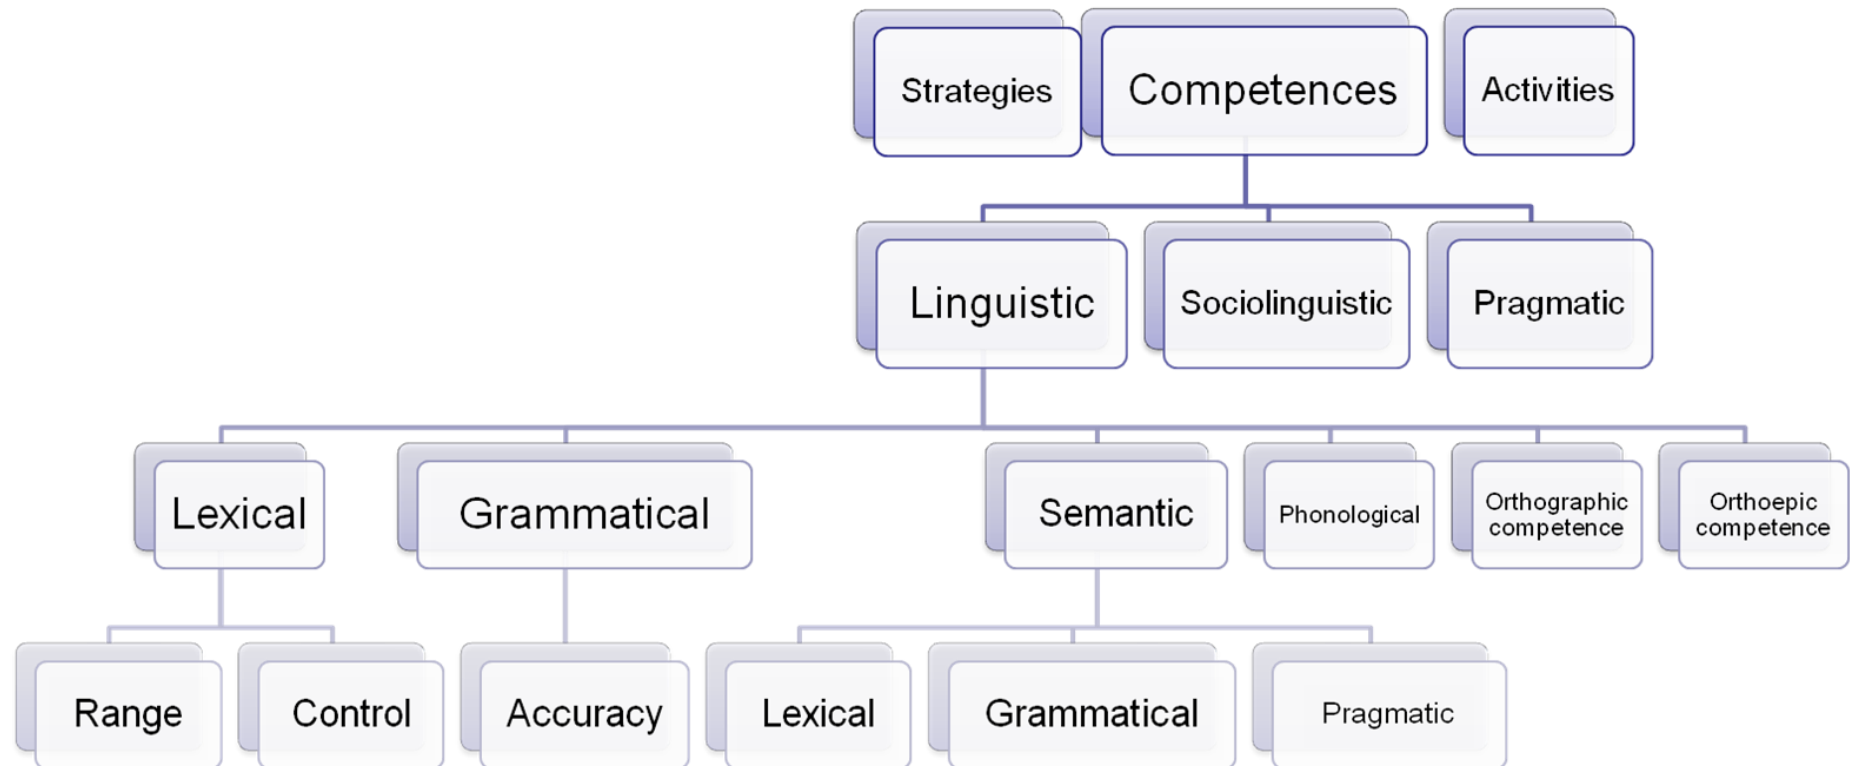 Strategies
Competences
Activities
Linguistic
Sociolinguistic
Pragmatic
Lexical
Grammatical
Semantic
Phonological
Orthographic
competence
Orthoepic
competence
Range
Control
Accuracy
Lexical
Grammatical
Pragmatic